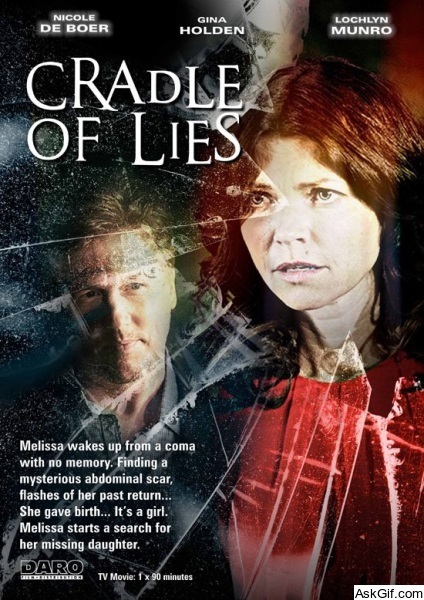 NICOLE
DE BOER
GINA
HOLDEN
LOCHLYN
MUNRO
CRADLE
OF LIES
Melissa wakes up from a coma
with no memory. Finding a
mysterious abdominal scar,
flashes of her past return...
She gave birth... It's a girl.
Melissa starts a search for
her missing daughter.
DARO
FILM DISTRIBUTION
TV Movie: 1 x 90 minutes
AskGif.com